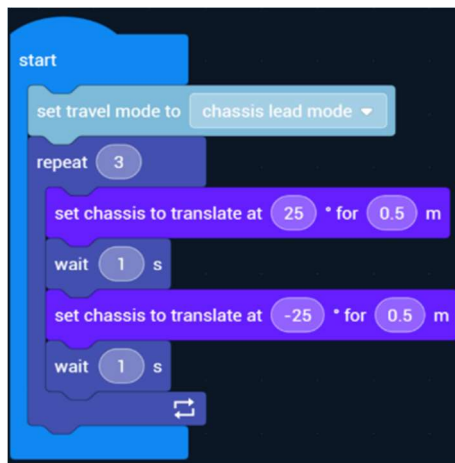 start
set travel mode to chassis lead mode
repeat 3
set chassis to translate at 25 ° for 0.5 m
wait 1 s
set chassis to translate at -25 ° for 0.5 m
wait 1 s